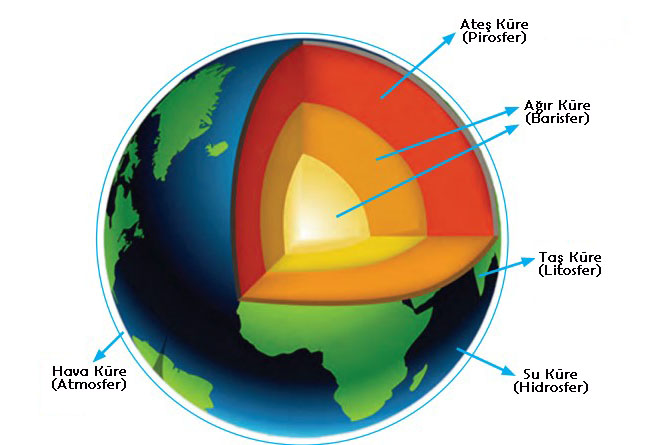 Ateş Küre
(Pirosfer)
Ağır Küre
(Barisfer)
Taş Küre
(Litosfer)
Hava Küre
(Atmosfer)
Su Küre
(Hidrosfer)